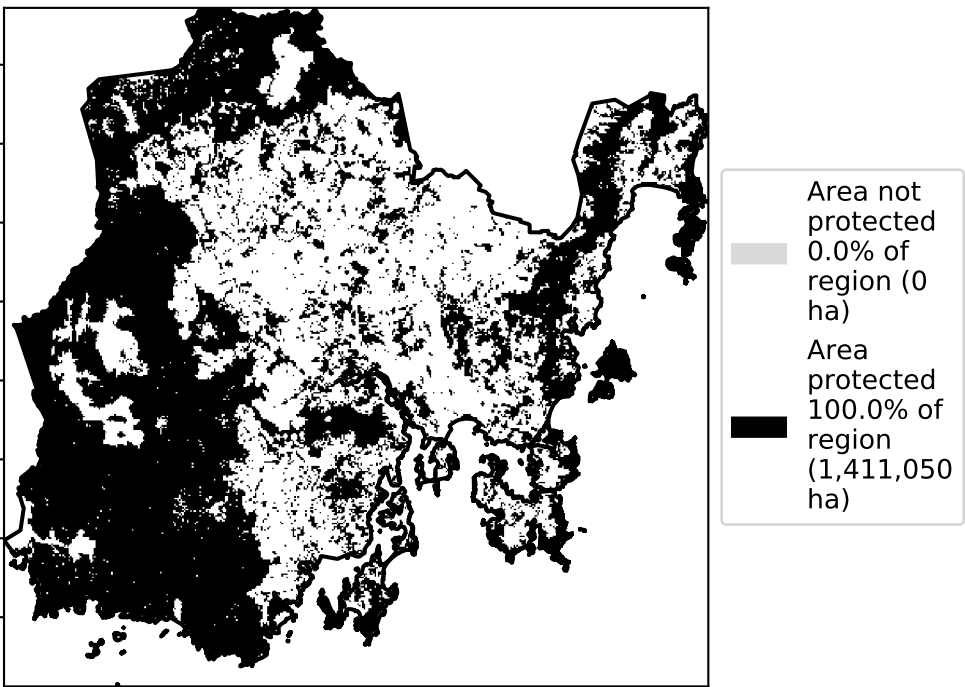 Area not
protected
0.0% of
region (0
ha)
Area
protected
100.0% of
region
(1,411,050
ha)